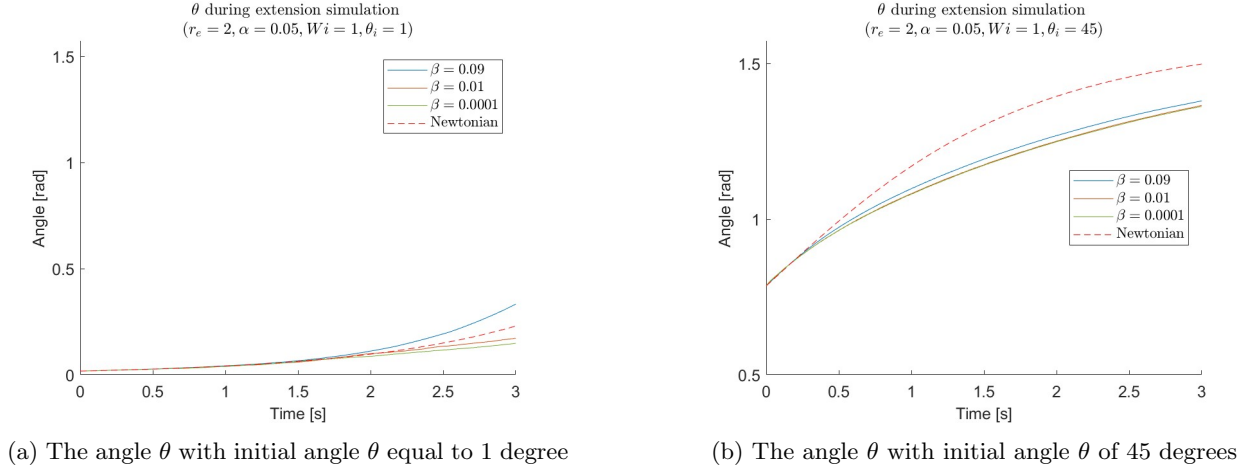 θ during extension simulation
(r_e = 2, α = 0.05, Wi = 1, θ_i = 1)
1.5
1
0.5
0
Angle [rad]
β = 0.09
β = 0.01
β = 0.0001
Newtonian
0 0.5 1 1.5 2 2.5 3
Time [s]
(a) The angle θ with initial angle θ equal to 1 degree
θ during extension simulation
(r_e = 2, α = 0.05, Wi = 1, θ_i = 45)
1.5
1
0.5
Angle [rad]
β = 0.09
β = 0.01
β = 0.0001
Newtonian
0 0.5 1 1.5 2 2.5 3
Time [s]
(b) The angle θ with initial angle θ of 45 degrees